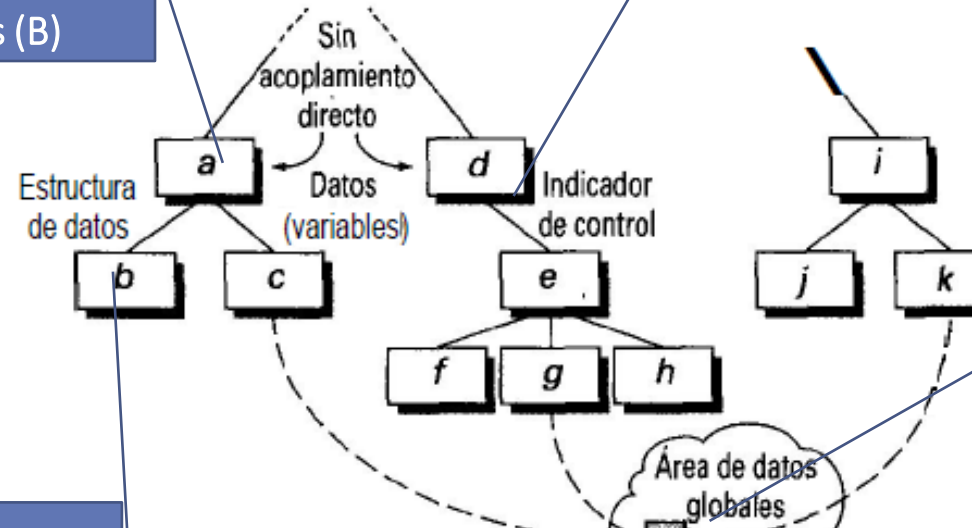 s (B)
Sin
acoplamiento
directo
a
d
i
Estructura
de datos
Datos
(variables)
Indicador
de control
b
c
e
j
k
f
g
h
Área de datos
globales